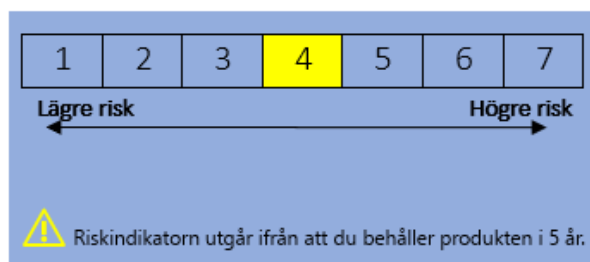 1 2 3 4 5 6 7
Lägre risk Högre risk
Riskindikatorn utgår ifrån att du behåller produkten i 5 år.